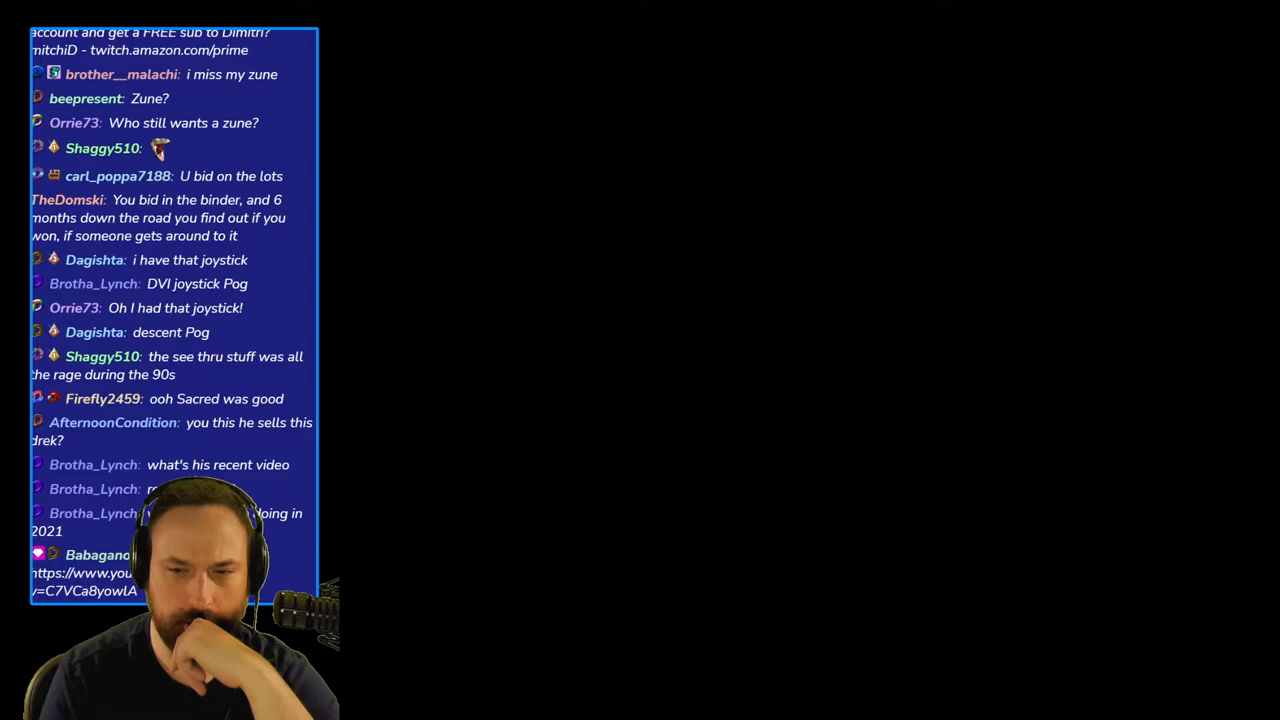 account and get a FREE sub to Dimitri?
mitchiD - twitch.amazon.com/prime
brother__malachi: i miss my zune
beepresent: Zune?
Orrie73: Who still wants a zune?
Shaggy510:
carl_poppa7188: U bid on the lots
TheDomski: You bid in the binder, and 6
months down the road you find out if you
won, if someone gets around to it
Dagishta: i have that joystick
Brotha_Lynch: DVI joystick Pog
Orrie73: Oh I had that joystick!
Dagishta: descent Pog
Shaggy510: the see thru stuff was all
the rage during the 90s
Firefly2459: ooh Sacred was good
AfternoonCondition: you this he sells this
drek?
Brotha_Lynch: what's his recent video
Brotha_Lynch:
Brotha_Lynch: doing in
2021
Babagano
https://www.you
v=C7VCa8yowlA